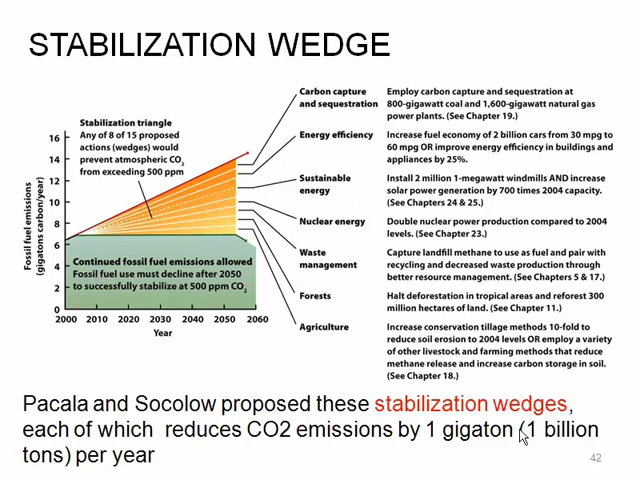 STABILIZATION WEDGE
Stabilization triangle
Any of 8 of 15 proposed
actions (wedges) would
prevent atmospheric CO2
from exceeding 500 ppm
Fossil fuel emissions
(gigatons carbon/year)
16
14
12
10
8
6
4
2
0
Continued fossil fuel emissions allowed
Fossil fuel use must decline after 2050
to successfully stabilize at 500 ppm CO2
2000 2010 2020 2030 2040 2050 2060
Year
Carbon capture
and sequestration
Employ carbon capture and sequestration at
800-gigawatt coal and 1,600-gigawatt natural gas
power plants. (See Chapter 19.)
Energy efficiency
Increase fuel economy of 2 billion cars from 30 mpg to
60 mpg OR improve energy efficiency in buildings and
appliances by 25%.
Sustainable
energy
Install 2 million 1-megawatt windmills AND increase
solar power generation by 700 times 2004 capacity.
(See Chapters 24 & 25.)
Nuclear energy
Double nuclear power production compared to 2004
levels. (See Chapter 23.)
Waste
management
Capture landfill methane to use as fuel and pair with
recycling and decreased waste production through
better resource management. (See Chapters 5 & 17.)
Forests
Halt deforestation in tropical areas and reforest 300
million hectares of land. (See Chapter 11.)
Agriculture
Increase conservation tillage methods 10-fold to
reduce soil erosion to 2004 levels OR employ a variety
of other livestock and farming methods that reduce
methane release and increase carbon storage in soil.
(See Chapter 18.)
Pacala and Socolow proposed these stabilization wedges,
each of which reduces CO2 emissions by 1 gigaton (1 billion
tons) per year
42